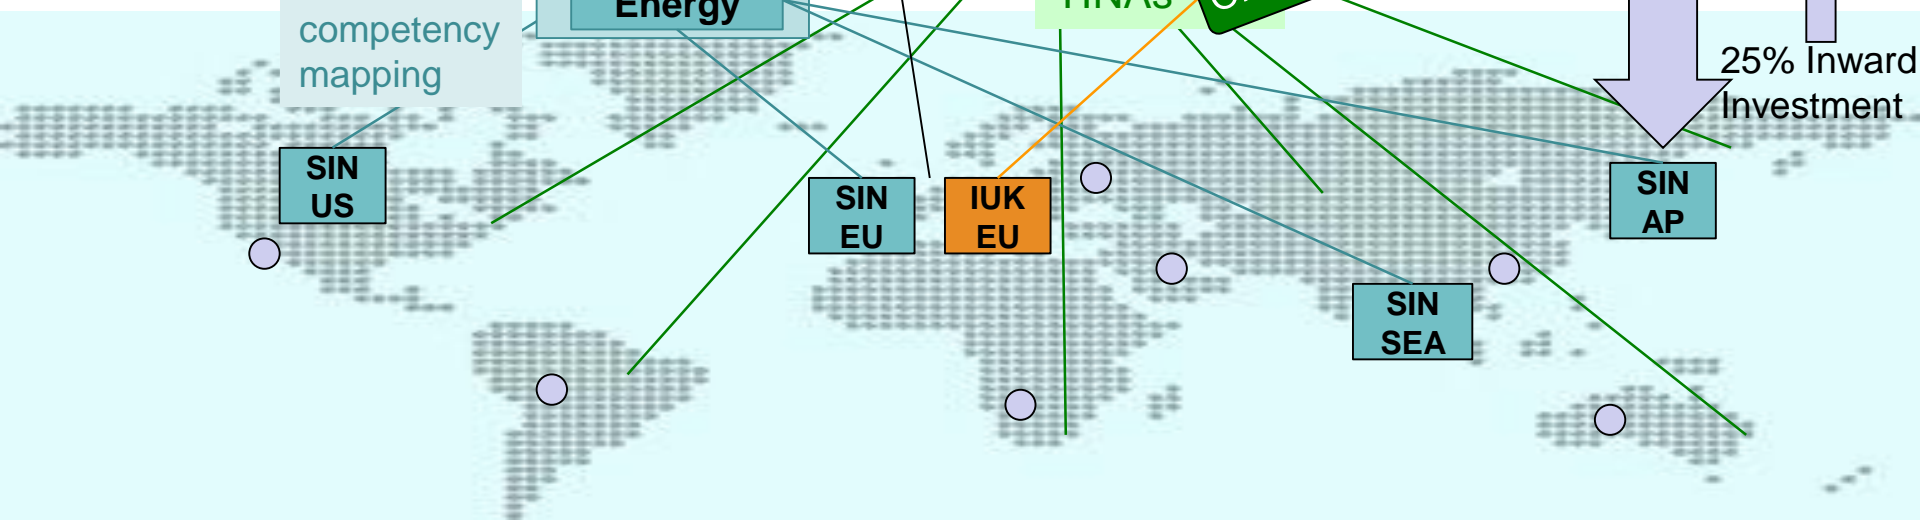 Energy
competency
mapping
25% Inward
Investment
SIN
US
SIN
EU
IUK
EU
SIN
AP
SIN
SEA